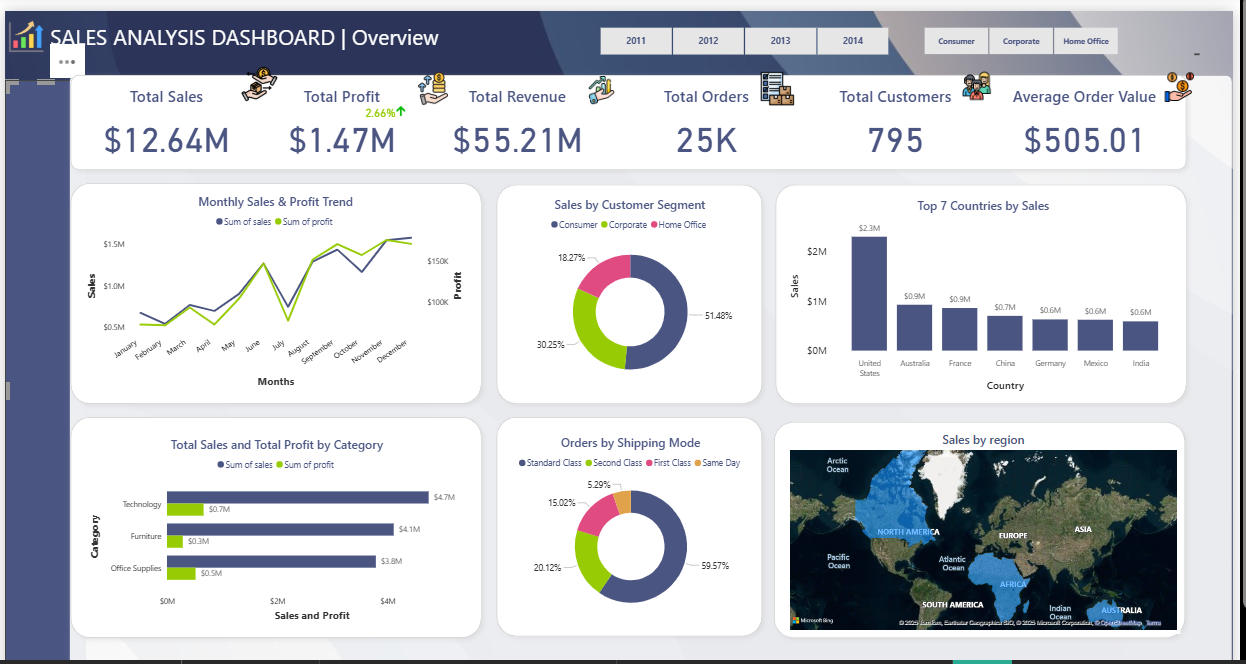 SALES ANALYSIS DASHBOARD | Overview
2011 2012 2013 2014
Consumer Corporate Home Office
Total Sales
$12.64M
Total Profit
2.66%
$1.47M
Total Revenue
$55.21M
Total Orders
25K
Total Customers
795
Average Order Value
$505.01
Monthly Sales & Profit Trend
Sum of sales Sum of profit
$1.5M
$1.0M
$0.5M
Sales
$150K
$100K
Profit
January February March April May June July August September October November December
Months
Sales by Customer Segment
Consumer Corporate Home Office
18.27%
51.48%
30.25%
Top 7 Countries by Sales
$2M
$1M
$0M
Sales
$2.3M
$0.9M
$0.9M
$0.7M
$0.6M
$0.6M
$0.6M
United States Australia France China Germany Mexico India
Country
Total Sales and Total Profit by Category
Sum of sales Sum of profit
Category
Technology
$4.7M
$0.7M
Furniture
$4.1M
$0.3M
Office Supplies
$3.8M
$0.5M
$0M $2M $4M
Sales and Profit
Orders by Shipping Mode
Standard Class Second Class First Class Same Day
5.29%
15.02%
20.12%
59.57%
Sales by region
Arctic
Ocean
NORTH AMERICA
EUROPE
ASIA
Pacific
Ocean
Atlantic
Ocean
AFRICA
SOUTH AMERICA
Indian
Ocean
AUSTRALIA
Microsoft Bing
© 2025 TomTom, Earthstar Geographics SIO, © 2025 Microsoft Corporation, © OpenStreetMap Terms